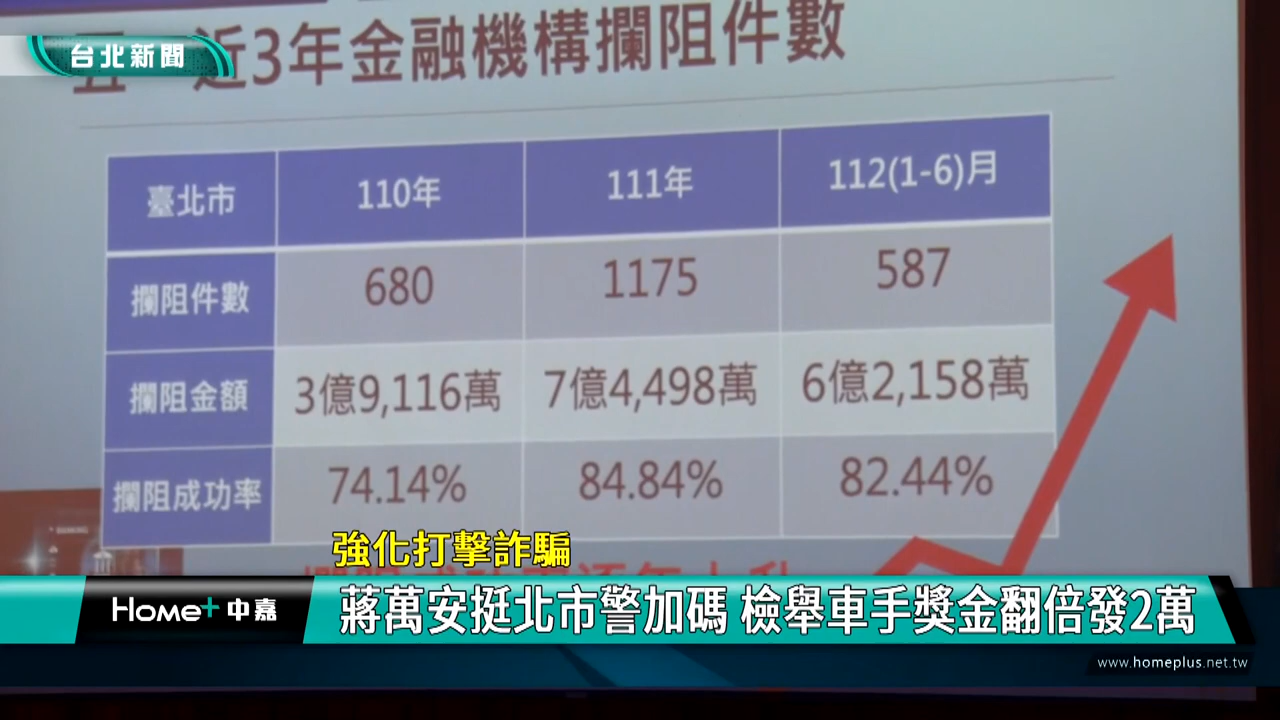 台北新聞
五 近3年金融機構攔阻件數
臺北市 110年 111年 112(1-6)月
攔阻件數 680 1175 587
攔阻金額 3億9,116萬 7億4,498萬 6億2,158萬
攔阻成功率 74.14% 84.84% 82.44%
強化打擊詐騙
Home+中嘉
蔣萬安挺北市警加碼 檢舉車手獎金翻倍發2萬
www.homeplus.net.tw